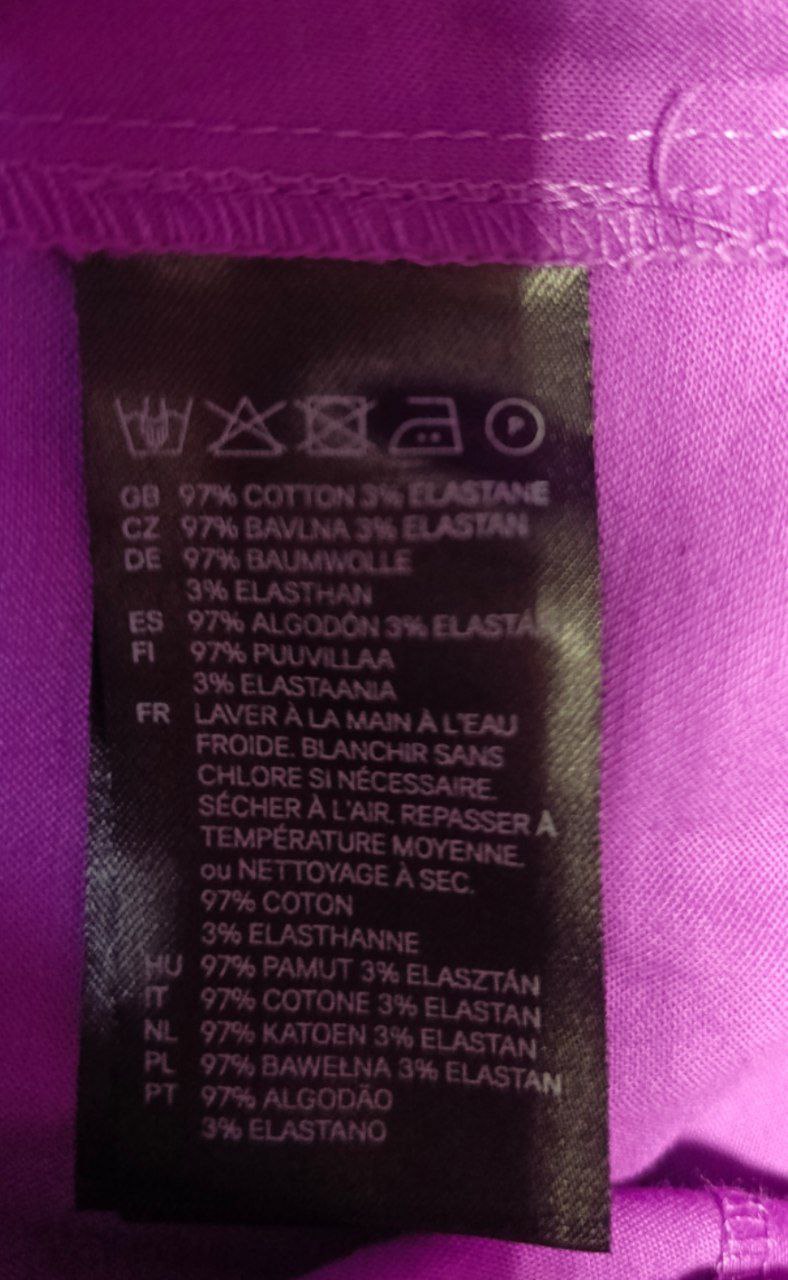 P
GB 97% COTTON 3% ELASTANE
CZ 97% BAVLNA 3% ELASTAN
DE 97% BAUMWOLLE
3% ELASTHAN
ES 97% ALGODÓN 3% ELASTÁN
FI 97% PUUVILLAA
3% ELASTAANIA
FR LAVER À LA MAIN À L'EAU
FROIDE. BLANCHIR SANS
CHLORE SI NÉCESSAIRE.
SÉCHER À L'AIR. REPASSER À
TEMPÉRATURE MOYENNE.
ou NETTOYAGE À SEC.
97% COTON
3% ELASTHANNE
HU 97% PAMUT 3% ELASZTÁN
IT 97% COTONE 3% ELASTAN
NL 97% KATOEN 3% ELASTAN
PL 97% BAWEŁNA 3% ELASTAN
PT 97% ALGODÃO
3% ELASTANO